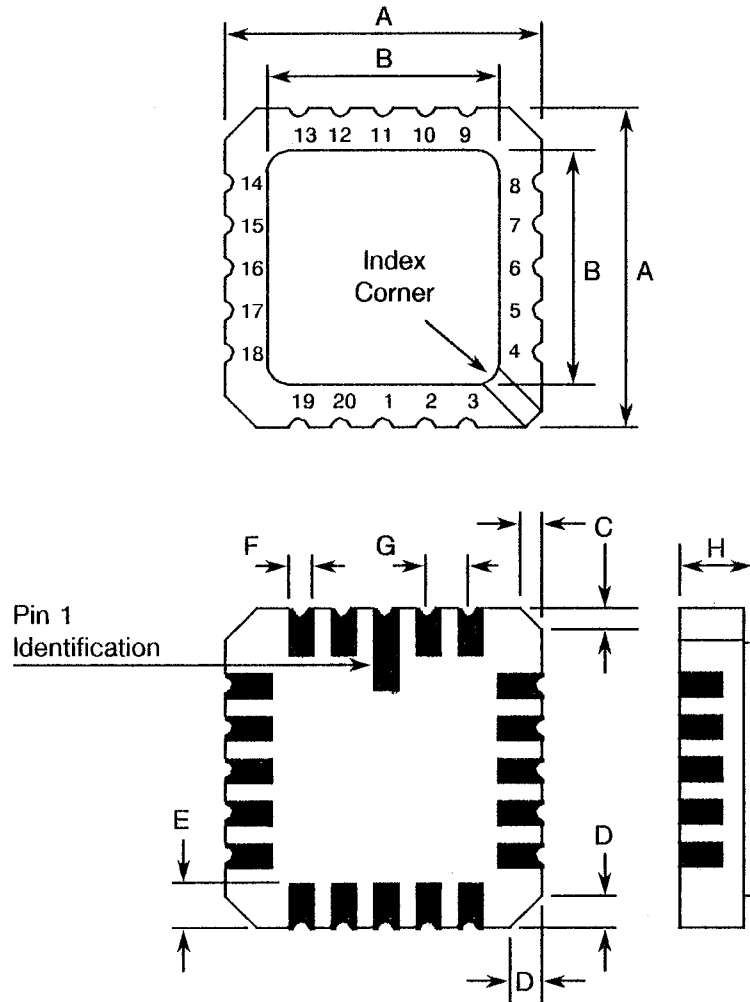 A
B
13 12 11 10 9
14 8
15 7
16 6
17 5
18 4
Index
Corner
B
A
19 20 1 2 3
F
G
C
H
Pin 1
Identification
E
D
D